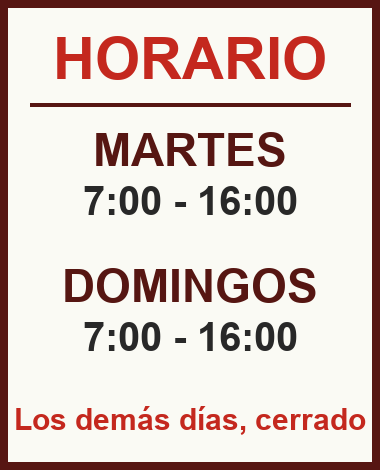 HORARIO
MARTES
7:00 - 16:00
DOMINGOS
7:00 - 16:00
Los demás días, cerrado